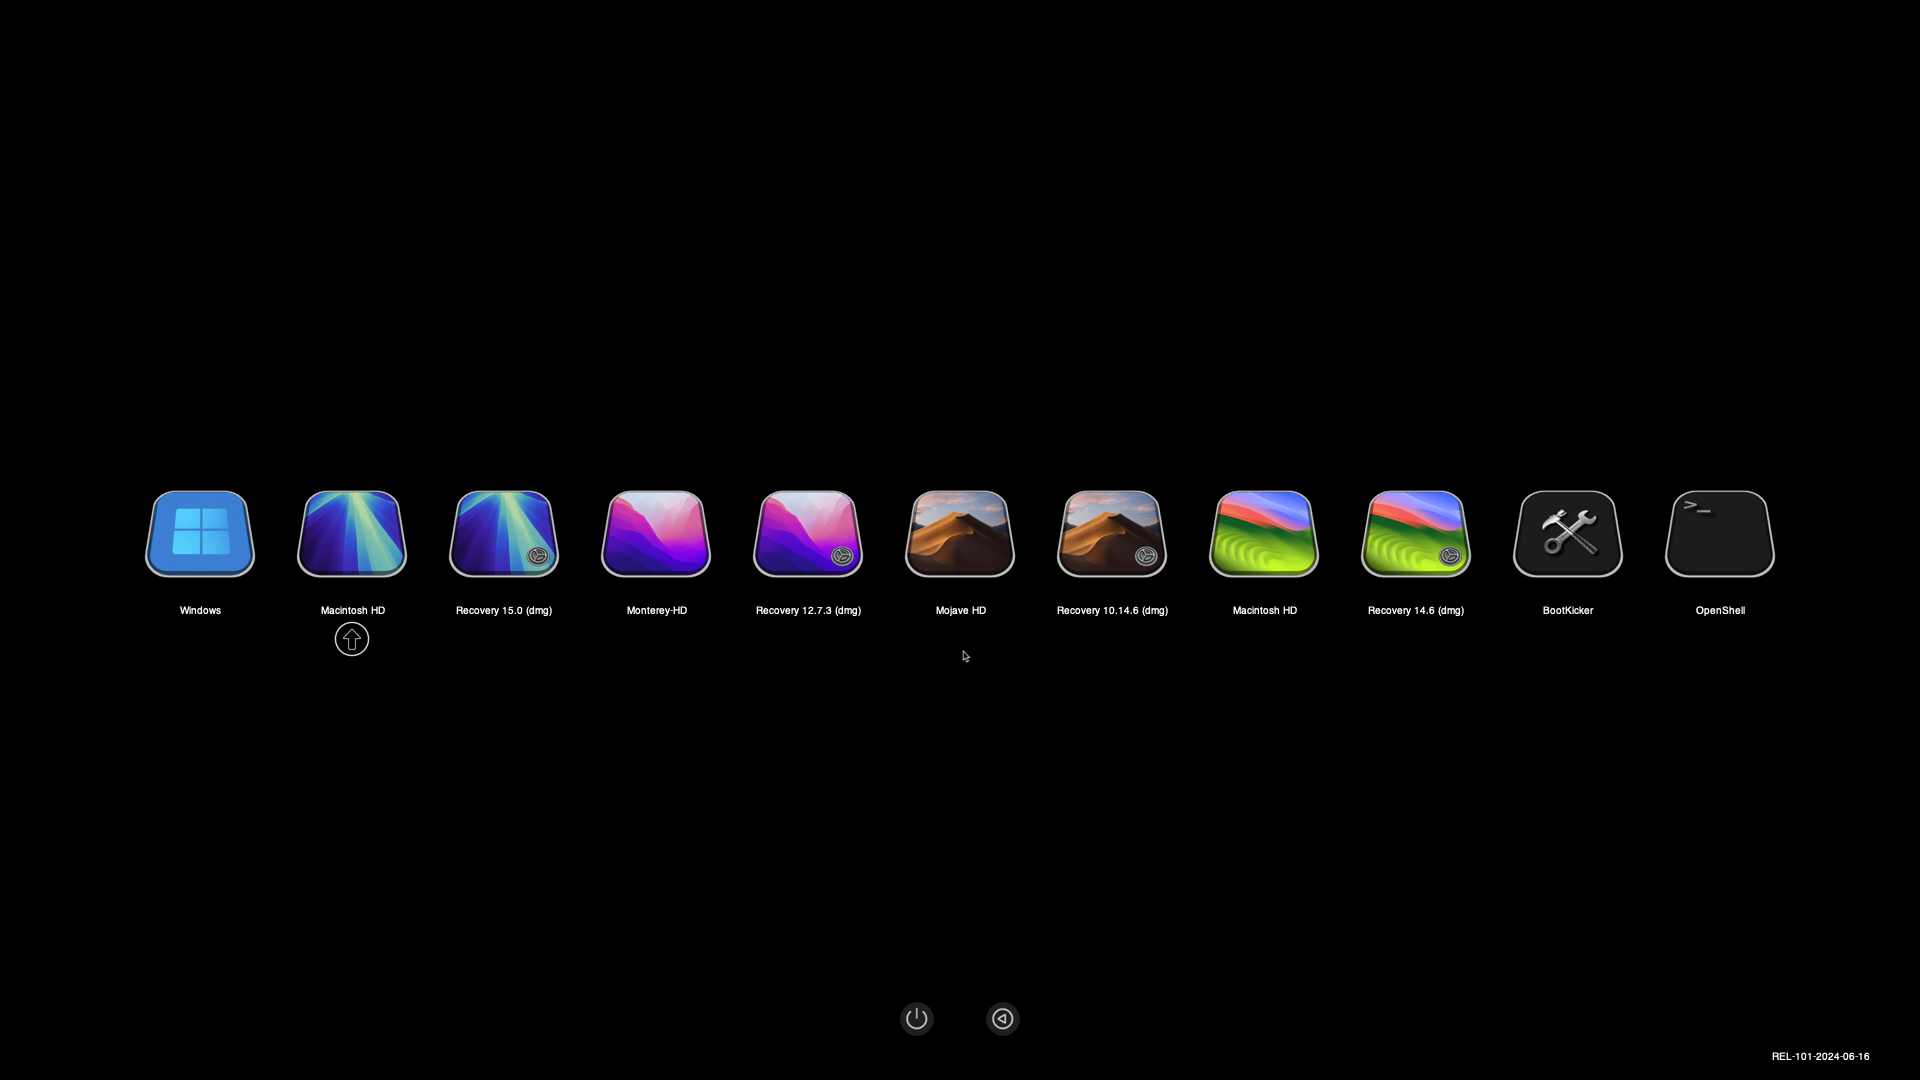 Windows
Macintosh HD
Recovery 15.0 (dmg)
Monterey-HD
Recovery 12.7.3 (dmg)
Mojave HD
Recovery 10.14.6 (dmg)
Macintosh HD
Recovery 14.6 (dmg)
BootKicker
OpenShell
REL-101-2024-06-16